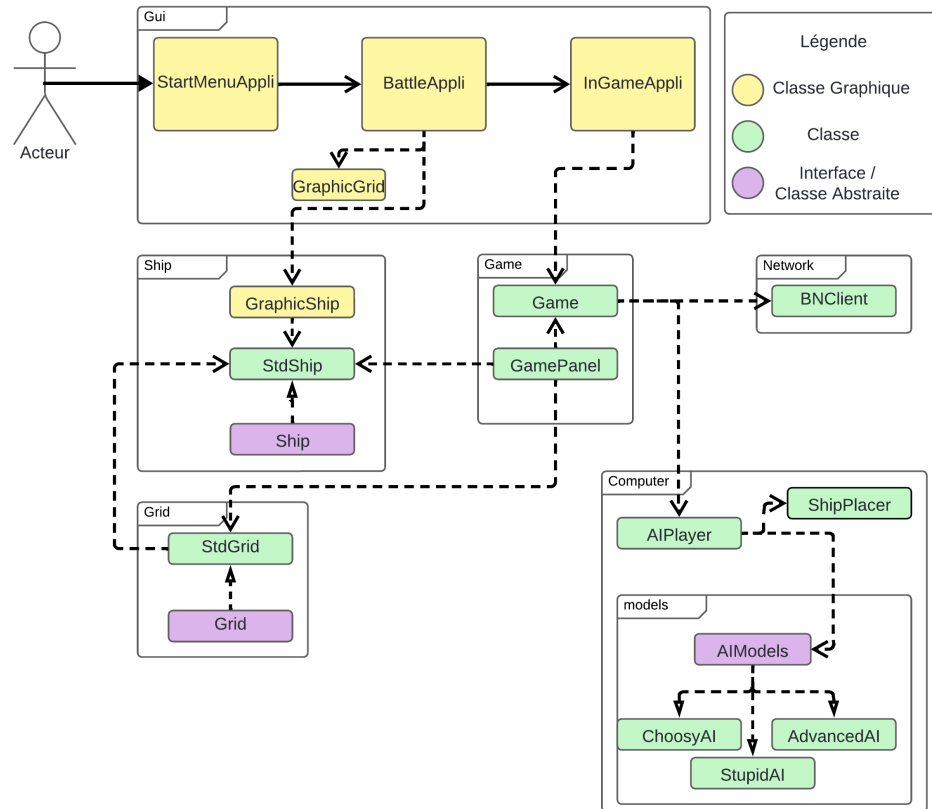 Gui
StartMenuAppli
BattleAppli
InGameAppli
GraphicGrid
Acteur
Légende
Classe Graphique
Classe
Interface /
Classe Abstraite
Ship
GraphicShip
StdShip
Ship
Game
Game
GamePanel
Network
BNClient
Grid
StdGrid
Grid
Computer
AIPlayer
ShipPlacer
models
AIModels
ChoosyAI
AdvancedAI
StupidAI